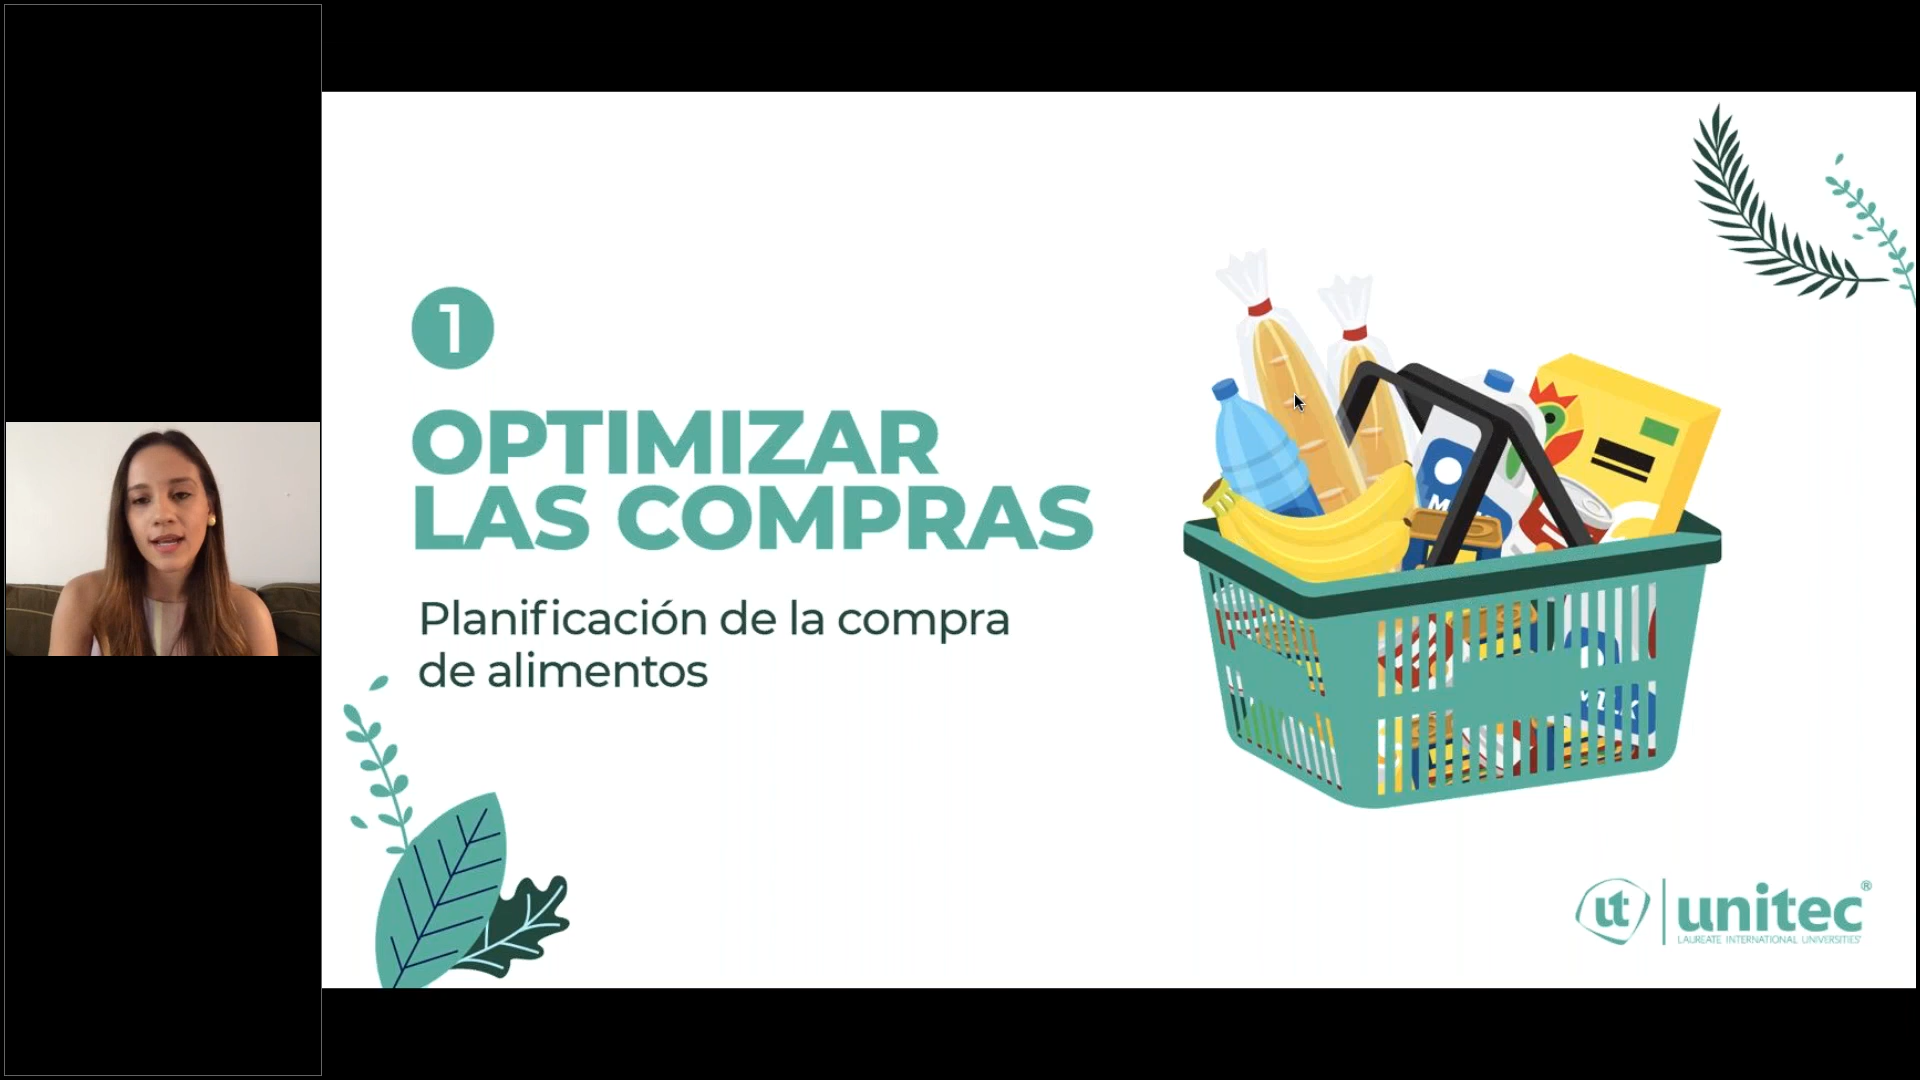 1
OPTIMIZAR
LAS COMPRAS
Planificación de la compra
de alimentos
ut unitec®
LAUREATE INTERNATIONAL UNIVERSITIES